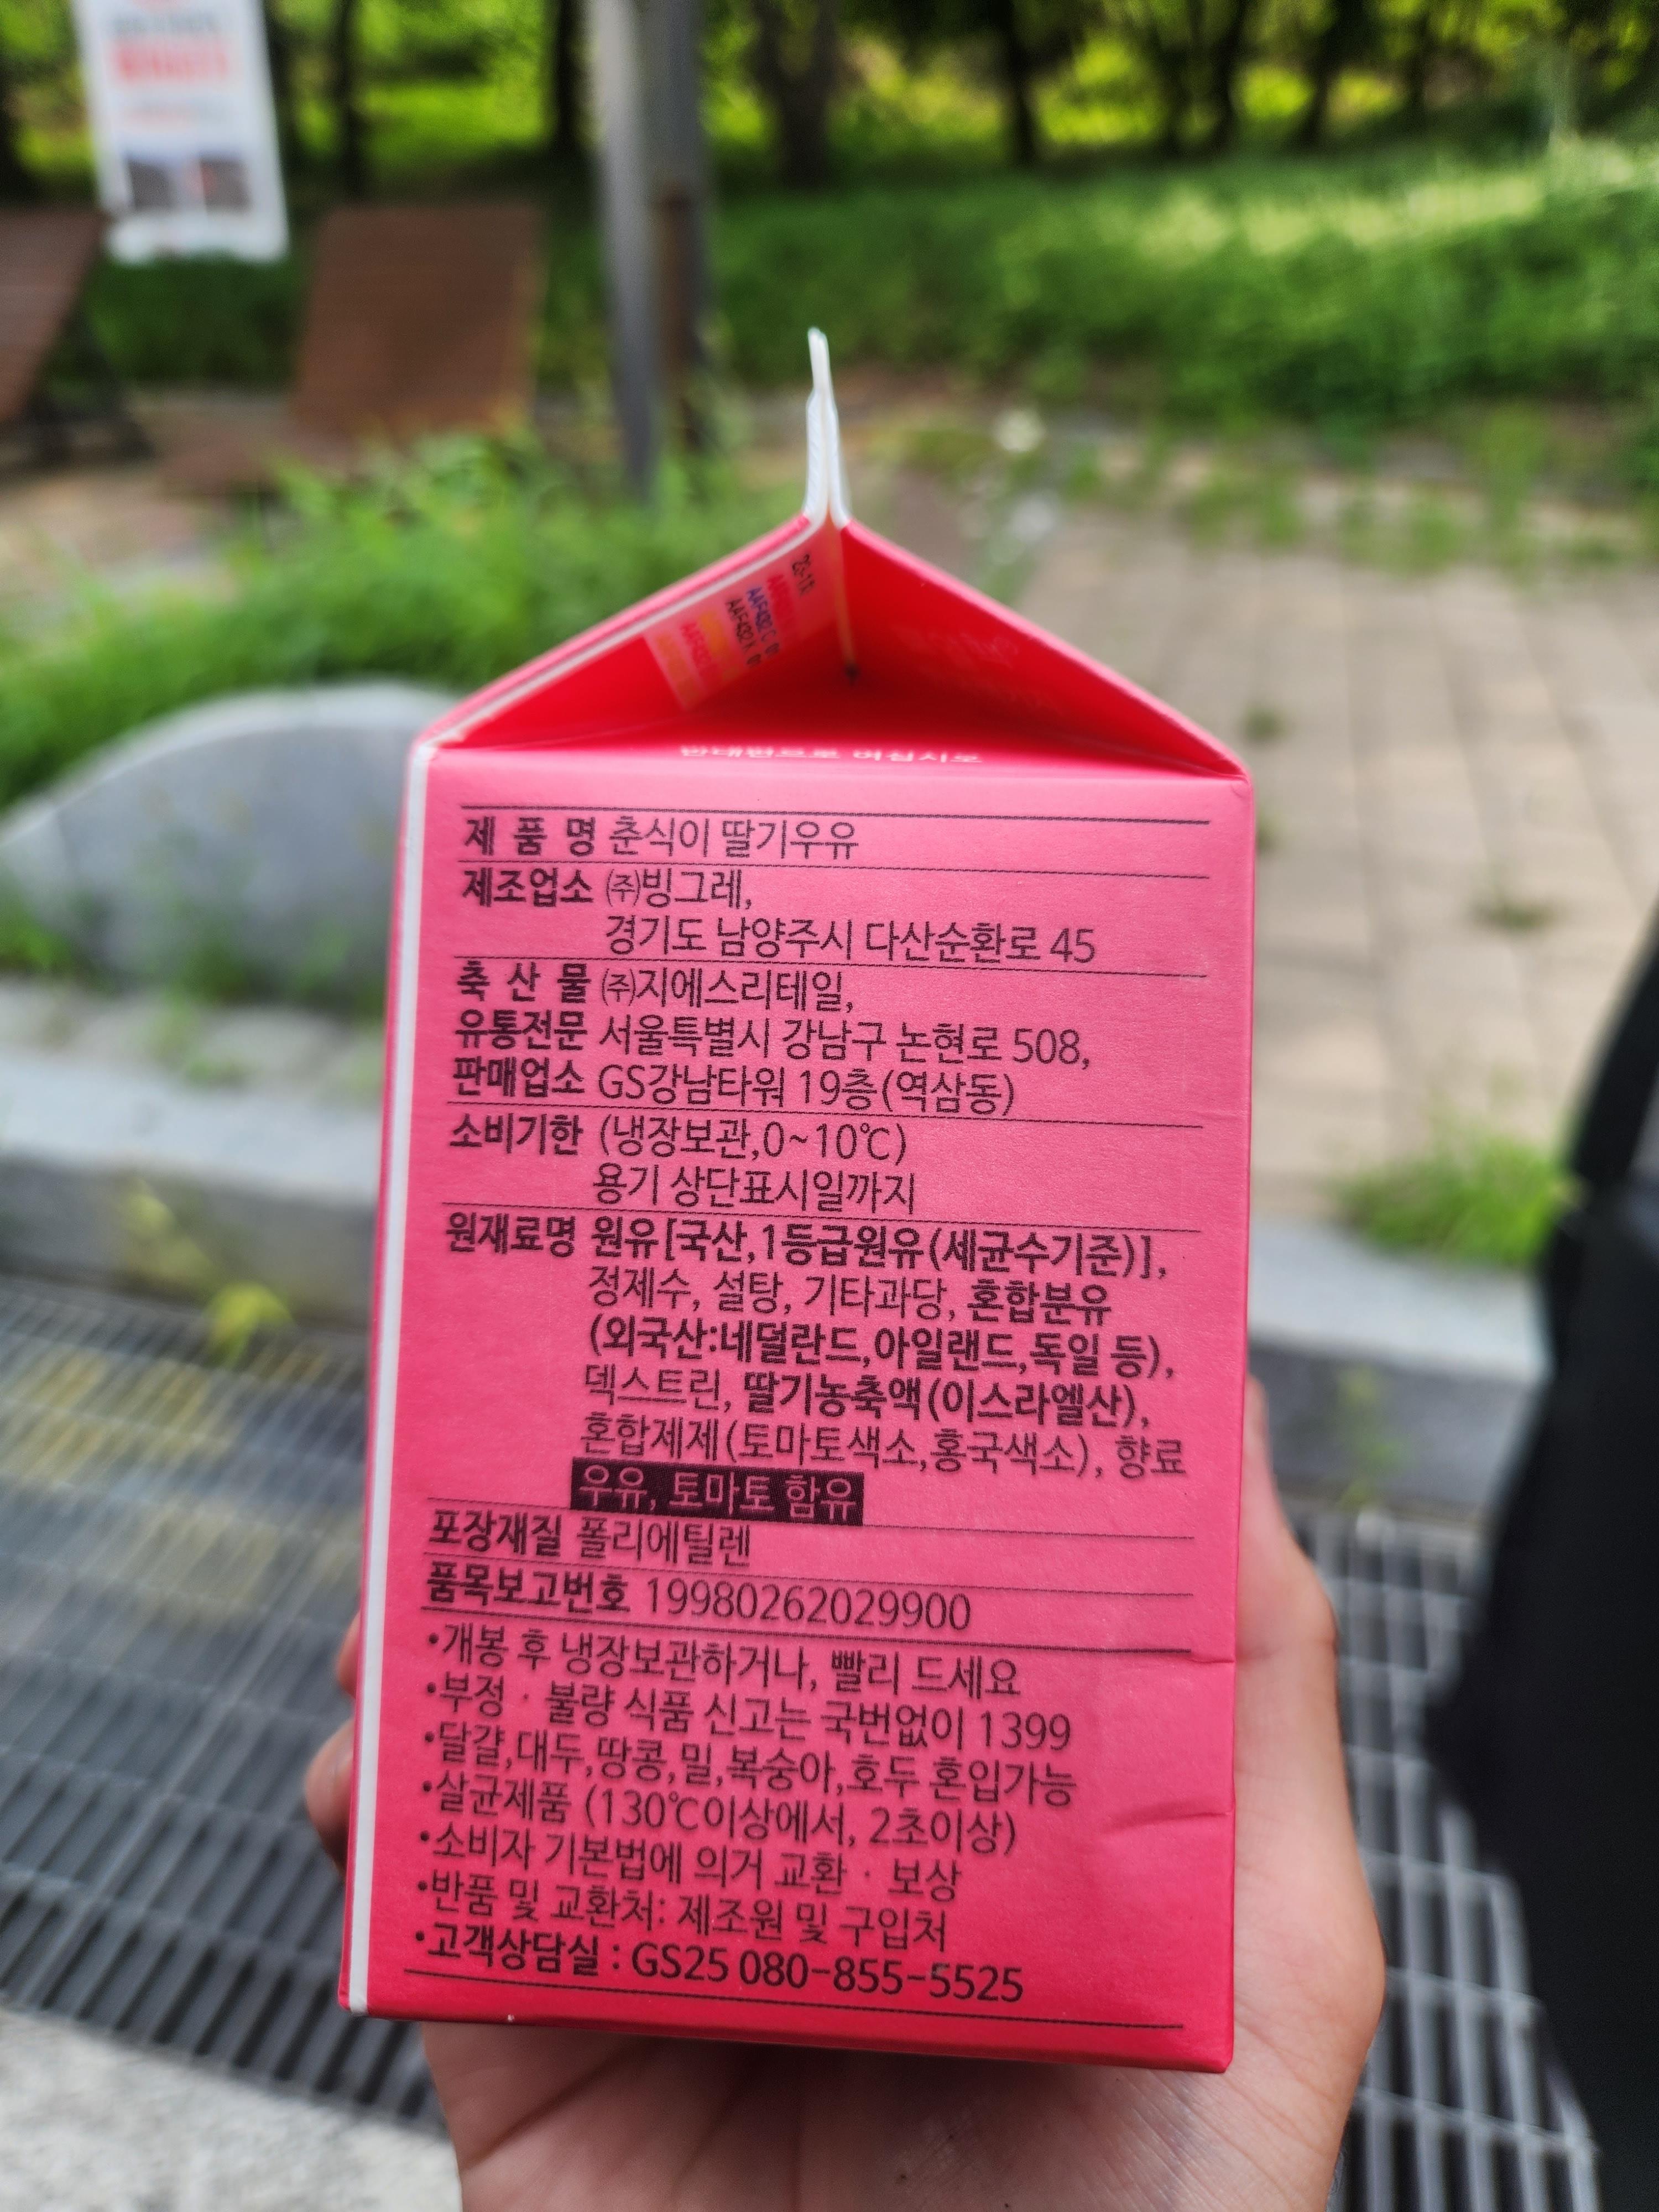 제 품 명 춘식이 딸기우유
제조업소 ㈜빙그레,
경기도 남양주시 다산순환로 45
축 산 물 ㈜지에스리테일,
유통전문 서울특별시 강남구 논현로 508,
판매업소 GS강남타워 19층(역삼동)
소비기한 (냉장보관,0~10℃)
용기 상단표시일까지
원재료명 원유[국산,1등급원유(세균수기준)],
정제수, 설탕, 기타과당, 혼합분유
(외국산:네덜란드,아일랜드,독일 등),
덱스트린, 딸기농축액(이스라엘산),
혼합제제(토마토색소,홍국색소), 향료
우유, 토마토 함유
포장재질 폴리에틸렌
품목보고번호 19980262029900
•개봉 후 냉장보관하거나, 빨리 드세요
•부정 · 불량 식품 신고는 국번없이 1399
•달걀,대두,땅콩,밀,복숭아,호두 혼입가능
•살균제품 (130℃이상에서, 2초이상)
•소비자 기본법에 의거 교환 · 보상
•반품 및 교환처: 제조원 및 구입처
•고객상담실 : GS25 080-855-5525